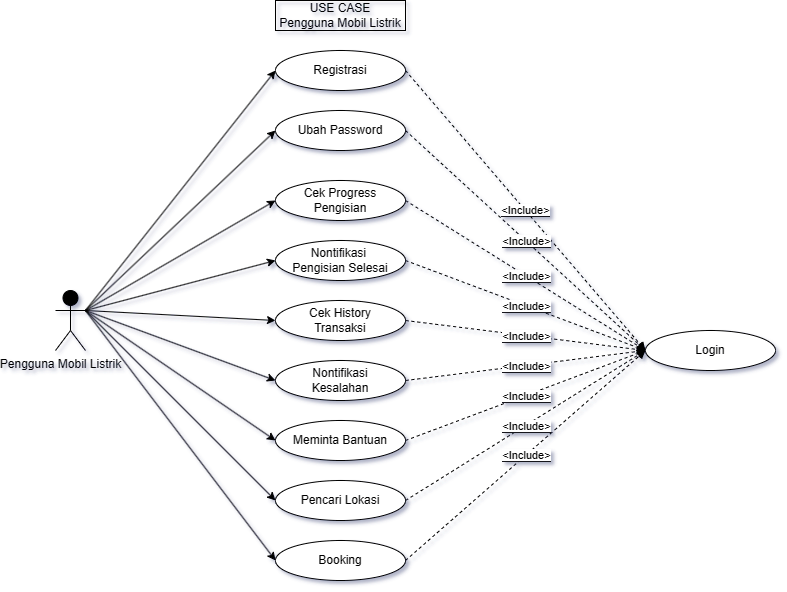 USE CASE
Pengguna Mobil Listrik
Registrasi
Ubah Password
Cek Progress
Pengisian
<Include>
<Include>
Nontifikasi
Pengisian Selesai
<Include>
Cek History
Transaksi
<Include>
<Include>
Login
Pengguna Mobil Listrik
Nontifikasi
Kesalahan
<Include>
<Include>
Meminta Bantuan
<Include>
<Include>
Pencari Lokasi
Booking